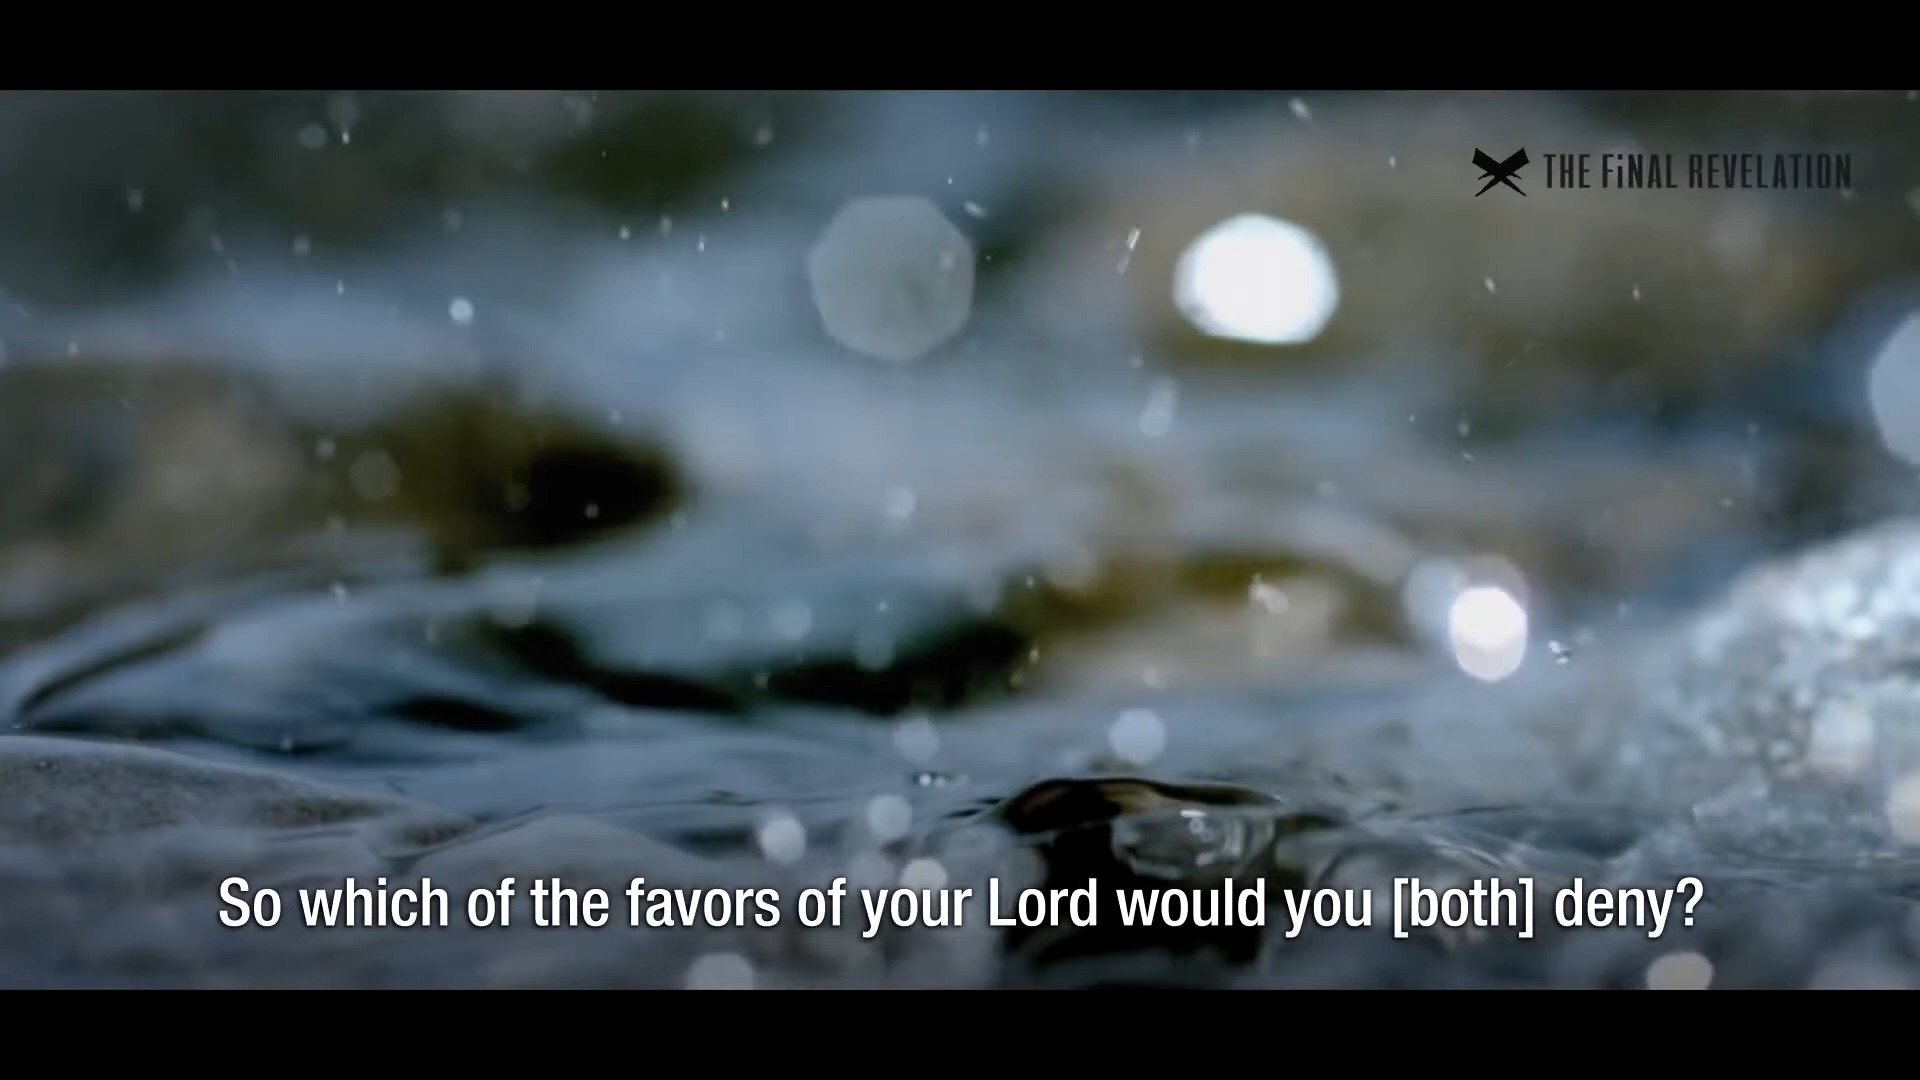 THE FiNAL REVELATION
So which of the favors of your Lord would you [both] deny?